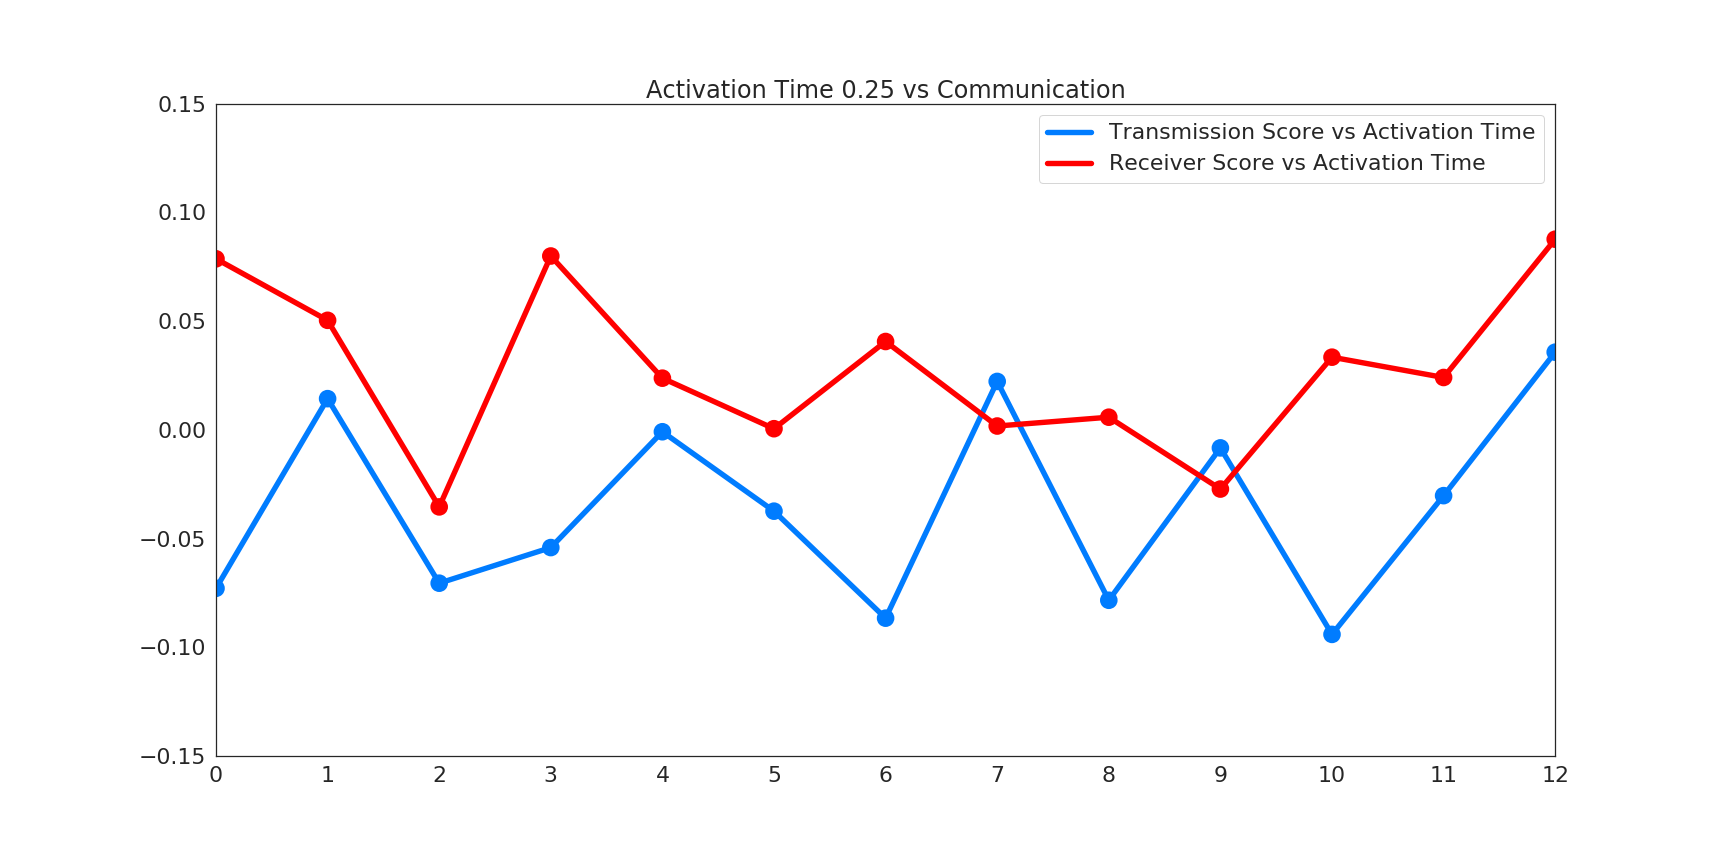 Activation Time 0.25 vs Communication
Transmission Score vs Activation Time
Receiver Score vs Activation Time
0.15
0.10
0.05
0.00
−0.05
−0.10
−0.15
0 1 2 3 4 5 6 7 8 9 10 11 12